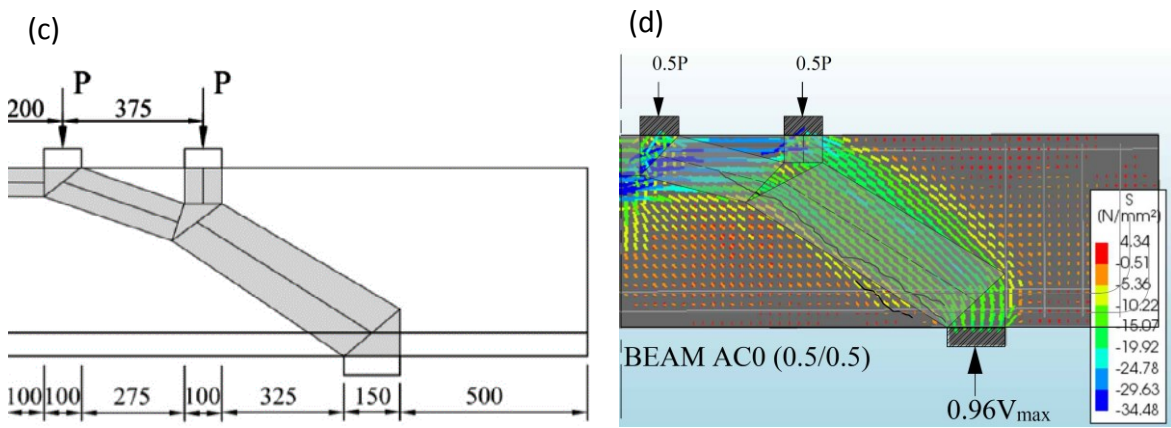 (c)
P P
200 375
100 100 275 100 325 150 500
(d)
0.5P 0.5P
S
(N/mm²)
4.34
-0.51
-5.36
-10.22
-15.07
-19.92
-24.78
-29.63
-34.48
BEAM AC0 (0.5/0.5)
0.96Vmax